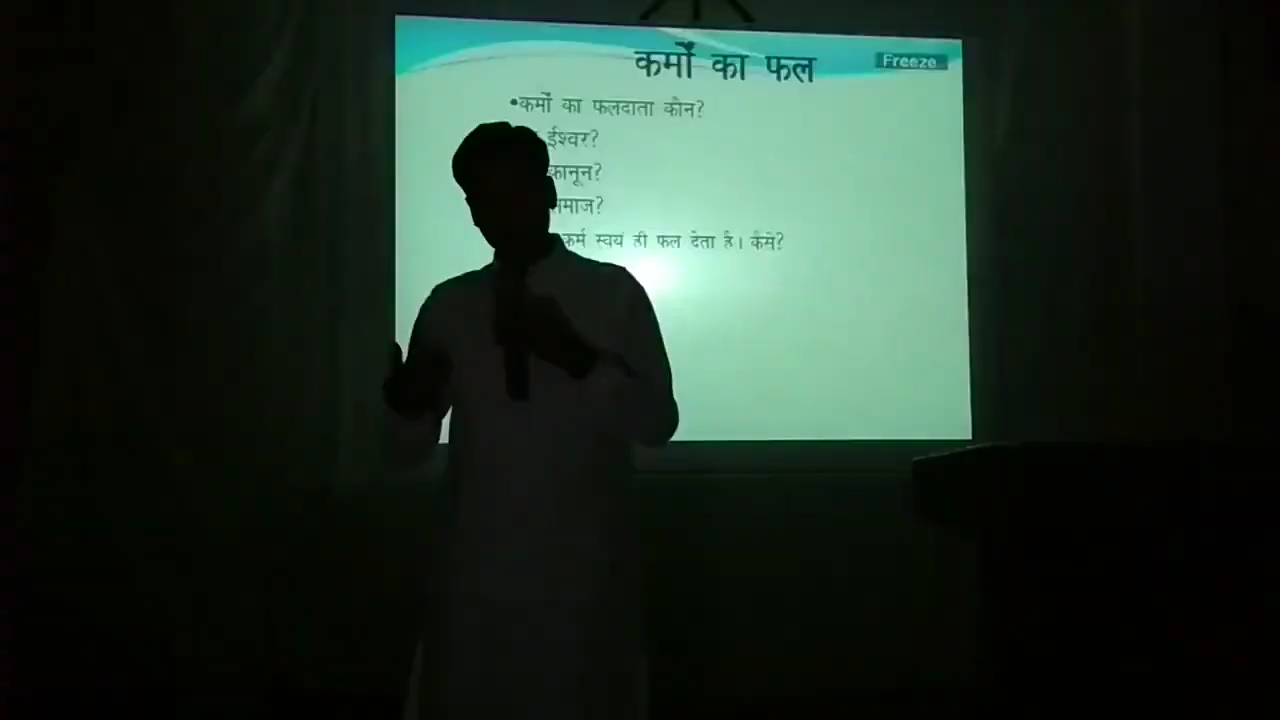 कर्मों का फल
Freeze
•कर्मों का फलदाता कौन?
ईश्वर?
कानून?
समाज?
कर्म स्वयं ही फल देता है। कैसे?